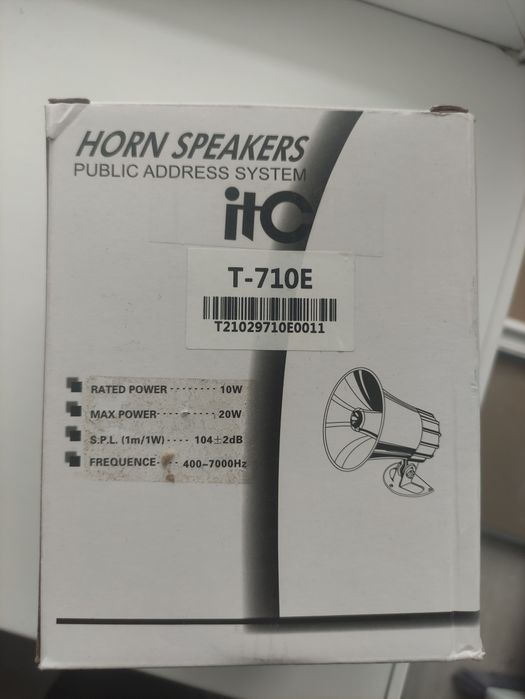 HORN SPEAKERS
PUBLIC ADDRESS SYSTEM
itC
T-710E
T21029710E0011
RATED POWER -------- 10W
MAX POWER ---------- 20W
S.P.L. (1m/1W) ---- 104±2dB
FREQUENCE---- 400-7000Hz